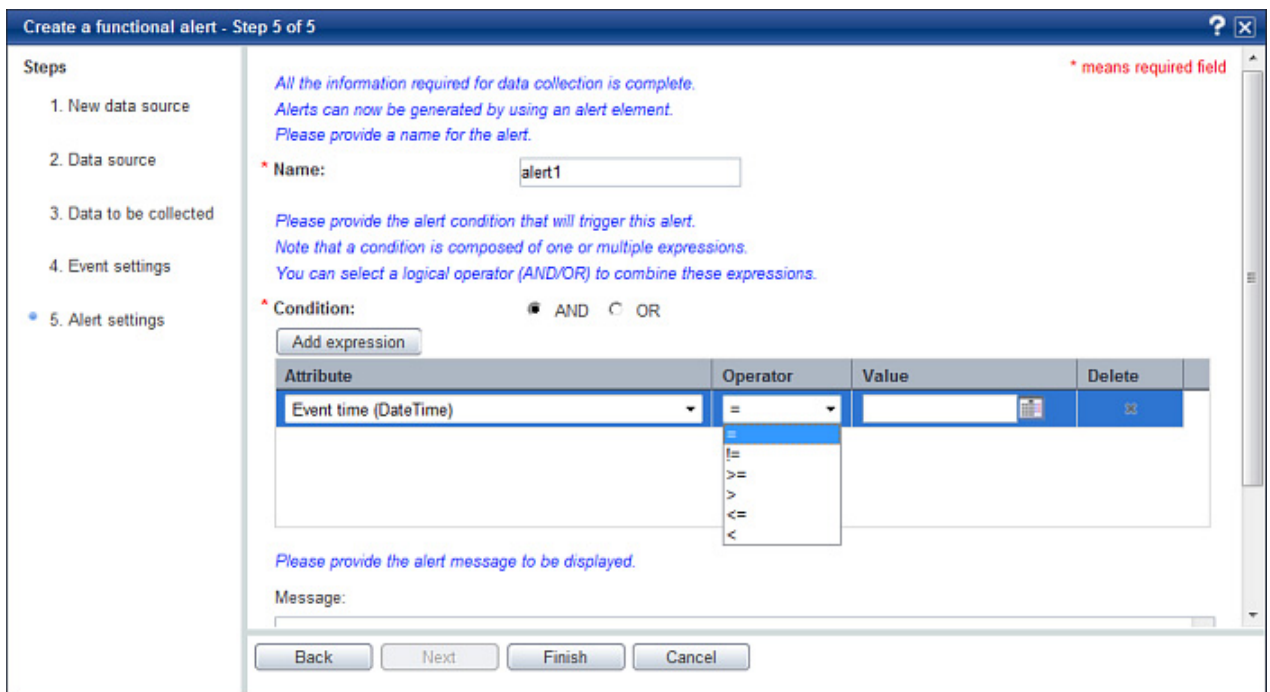 Create a functional alert - Step 5 of 5
?
Steps
1. New data source
2. Data source
3. Data to be collected
4. Event settings
5. Alert settings
* means required field
All the information required for data collection is complete.
Alerts can now be generated by using an alert element.
Please provide a name for the alert.
* Name: alert1
Please provide the alert condition that will trigger this alert.
Note that a condition is composed of one or multiple expressions.
You can select a logical operator (AND/OR) to combine these expressions.
* Condition: AND OR
Add expression
Attribute Operator Value Delete
Event time (DateTime) =
=
!=
>=
>
<=
<
Please provide the alert message to be displayed.
Message:
Back Next Finish Cancel